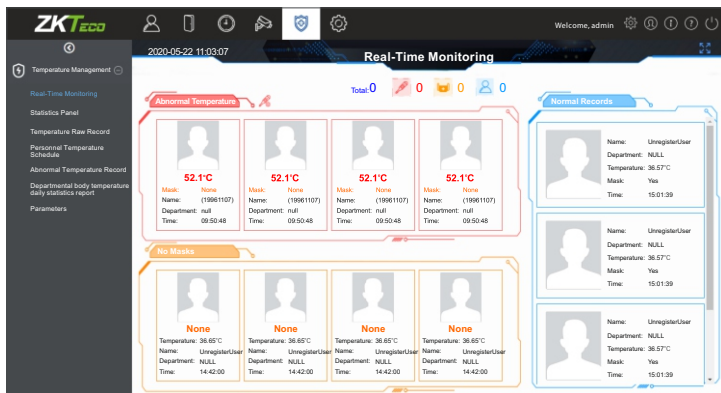 ZKTeco
Welcome, admin
Temperature Management
Real-Time Monitoring
Statistics Panel
Temperature Raw Record
Personnel Temperature
Schedule
Abnormal Temperature Record
Departmental body temperature
daily statistics report
Parameters
2020-05-22 11:03:07
Real-Time Monitoring
Total:0 0 0 0
Abnormal Temperature
52.1°C 52.1°C 52.1°C 52.1°C
Mask: None Mask: None Mask: None Mask: None
Name: (19961107) Name: (19961107) Name: (19961107) Name: (19961107)
Department: null Department: null Department: null Department: null
Time: 09:50:48 Time: 09:50:48 Time: 09:50:48 Time: 09:50:48
No Masks
None None None None
Temperature: 36.65°C Temperature: 36.65°C Temperature: 36.65°C Temperature: 36.65°C
Name: UnregisterUser Name: UnregisterUser Name: UnregisterUser Name: UnregisterUser
Department: NULL Department: NULL Department: NULL Department: NULL
Time: 14:42:00 Time: 14:42:00 Time: 14:42:00 Time: 14:42:00
Normal Records
Name: UnregisterUser
Department: NULL
Temperature: 36.57°C
Mask: Yes
Time: 15:01:39
Name: UnregisterUser
Department: NULL
Temperature: 36.57°C
Mask: Yes
Time: 15:01:39
Name: UnregisterUser
Department: NULL
Temperature: 36.57°C
Mask: Yes
Time: 15:01:39